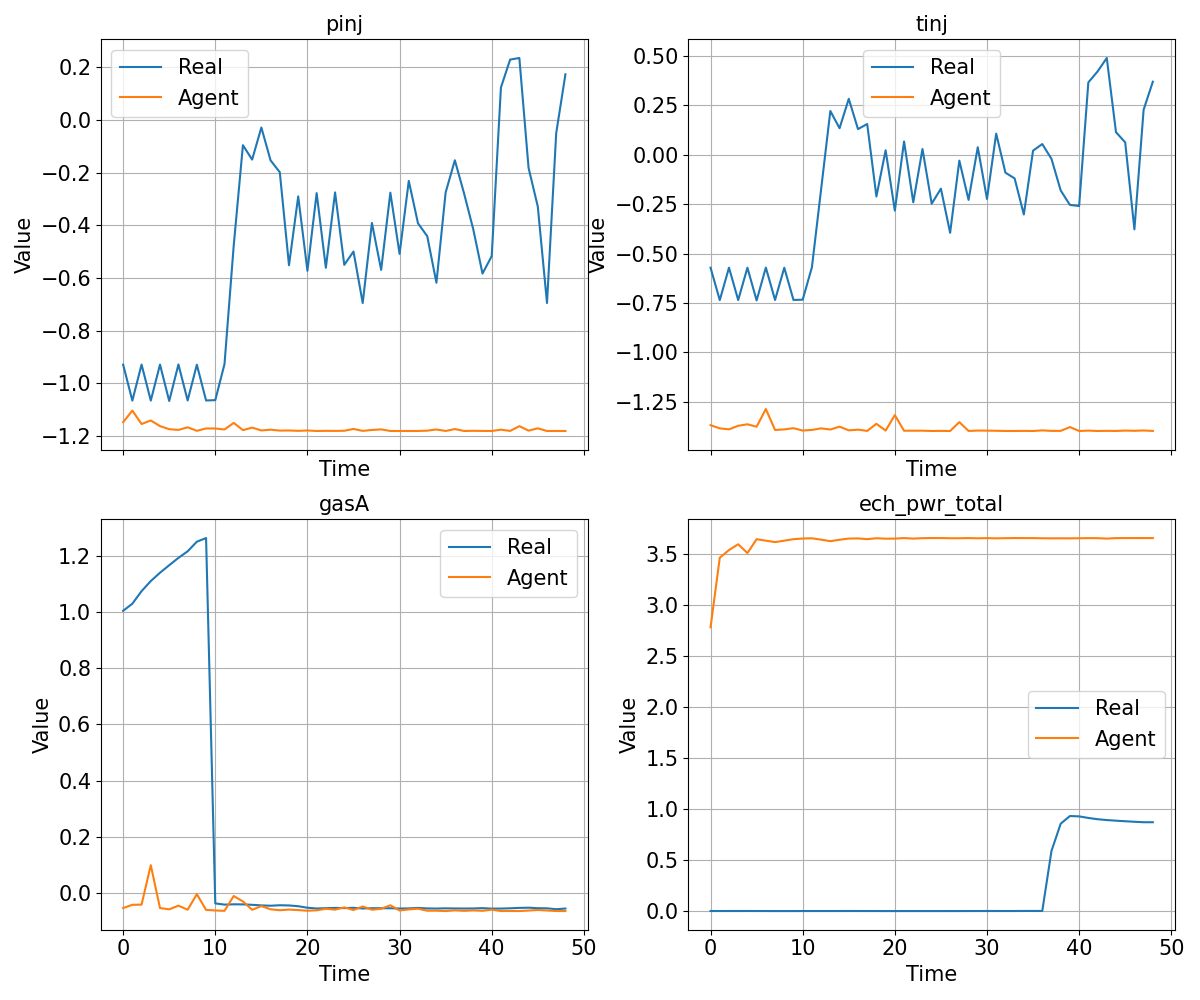 pinj
Real
Agent
0.2
0.0
−0.2
−0.4
−0.6
−0.8
−1.0
−1.2
Value
Time
tinj
Real
Agent
0.50
0.25
0.00
−0.25
−0.50
−0.75
−1.00
−1.25
Value
Time
gasA
Real
Agent
1.2
1.0
0.8
0.6
0.4
0.2
0.0
Value
0 10 20 30 40 50
Time
ech_pwr_total
Real
Agent
3.5
3.0
2.5
2.0
1.5
1.0
0.5
0.0
Value
0 10 20 30 40 50
Time